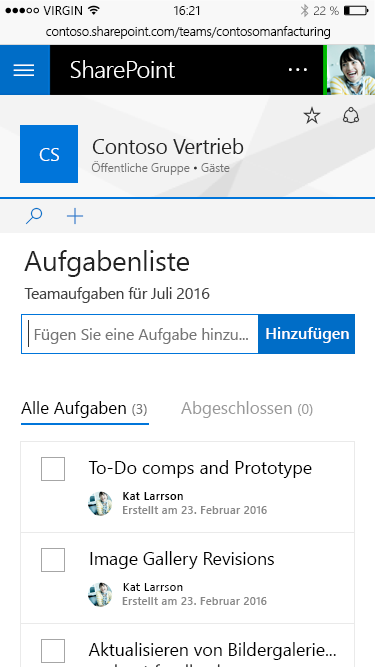 VIRGIN 16:21 22 %
contoso.sharepoint.com/teams/contosomanfacturing
SharePoint ...
CS Contoso Vertrieb
Öffentliche Gruppe • Gäste
Aufgabenliste
Teamaufgaben für Juli 2016
Fügen Sie eine Aufgabe hinzu... Hinzufügen
Alle Aufgaben (3) Abgeschlossen (0)
To-Do comps and Prototype
Kat Larrson
Erstellt am 23. Februar 2016
Image Gallery Revisions
Kat Larrson
Erstellt am 23. Februar 2016
Aktualisieren von Bildergalerie...